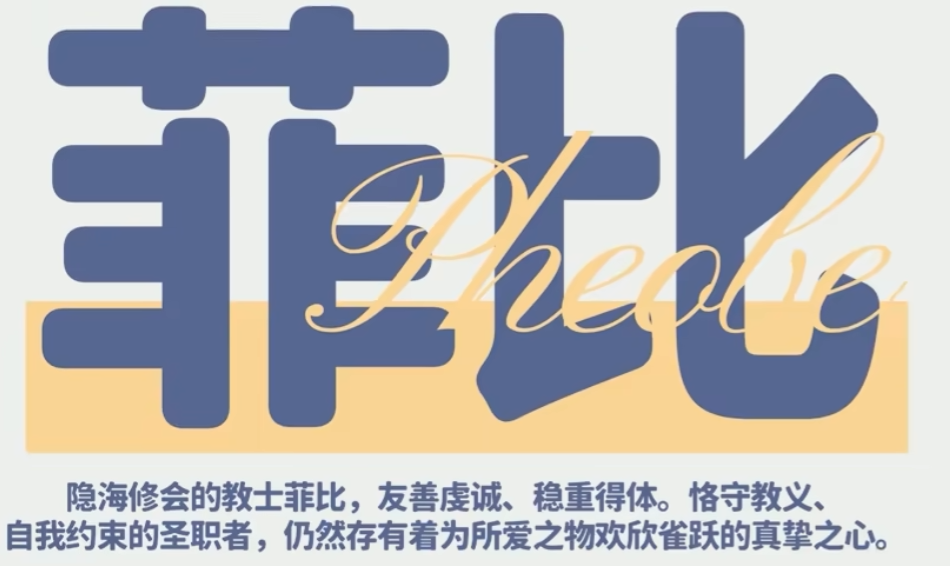 菲比
Pheobe
隐海修会的教士菲比，友善虔诚、稳重得体。恪守教义、
自我约束的圣职者，仍然存有着为所爱之物欢欣雀跃的真挚之心。